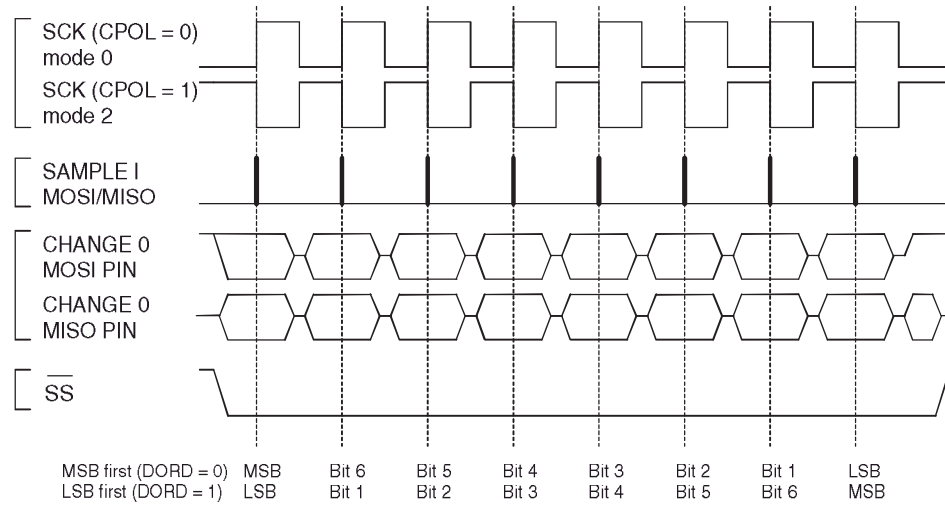 SCK (CPOL = 0)
mode 0
SCK (CPOL = 1)
mode 2
SAMPLE I
MOSI/MISO
CHANGE 0
MOSI PIN
CHANGE 0
MISO PIN
SS
MSB first (DORD = 0) MSB Bit 6 Bit 5 Bit 4 Bit 3 Bit 2 Bit 1 LSB
LSB first (DORD = 1) LSB Bit 1 Bit 2 Bit 3 Bit 4 Bit 5 Bit 6 MSB